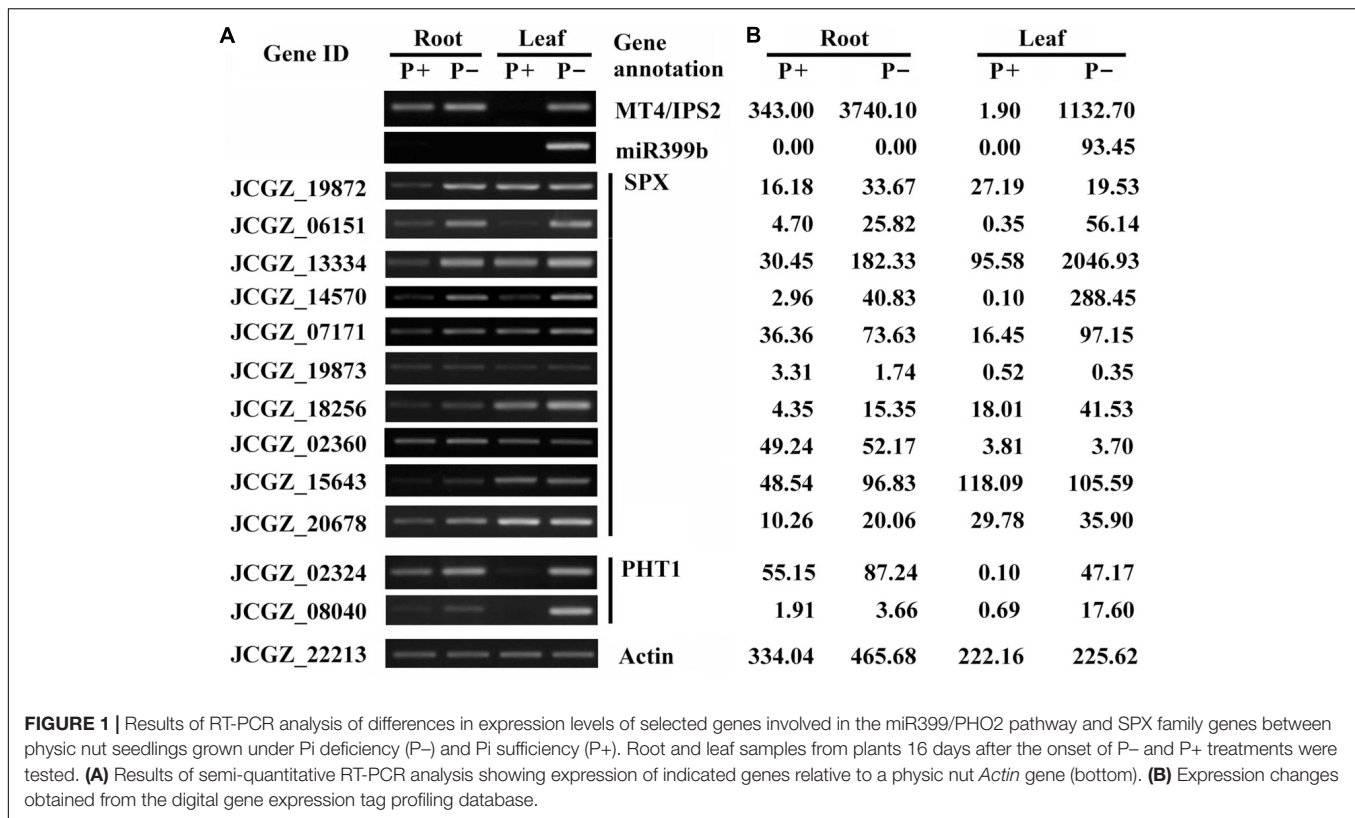 A B
Gene ID Root Leaf Gene annotation Root Leaf
P+ P− P+ P− P+ P− P+ P−
MT4/IPS2 343.00 3740.10 1.90 1132.70
miR399b 0.00 0.00 0.00 93.45
JCGZ_19872 SPX 16.18 33.67 27.19 19.53
JCGZ_06151 4.70 25.82 0.35 56.14
JCGZ_13334 30.45 182.33 95.58 2046.93
JCGZ_14570 2.96 40.83 0.10 288.45
JCGZ_07171 36.36 73.63 16.45 97.15
JCGZ_19873 3.31 1.74 0.52 0.35
JCGZ_18256 4.35 15.35 18.01 41.53
JCGZ_02360 49.24 52.17 3.81 3.70
JCGZ_15643 48.54 96.83 118.09 105.59
JCGZ_20678 10.26 20.06 29.78 35.90
JCGZ_02324 PHT1 55.15 87.24 0.10 47.17
JCGZ_08040 1.91 3.66 0.69 17.60
JCGZ_22213 Actin 334.04 465.68 222.16 225.62
FIGURE 1 | Results of RT-PCR analysis of differences in expression levels of selected genes involved in the miR399/PHO2 pathway and SPX family genes between
physic nut seedlings grown under Pi deficiency (P–) and Pi sufficiency (P+). Root and leaf samples from plants 16 days after the onset of P– and P+ treatments were
tested. (A) Results of semi-quantitative RT-PCR analysis showing expression of indicated genes relative to a physic nut Actin gene (bottom). (B) Expression changes
obtained from the digital gene expression tag profiling database.